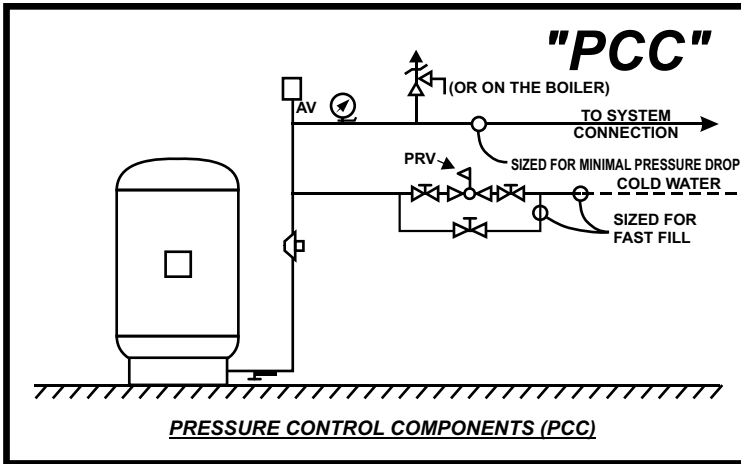 "PCC"
(OR ON THE BOILER)
AV
TO SYSTEM
CONNECTION
PRV
SIZED FOR MINIMAL PRESSURE DROP
COLD WATER
SIZED FOR
FAST FILL
PRESSURE CONTROL COMPONENTS (PCC)